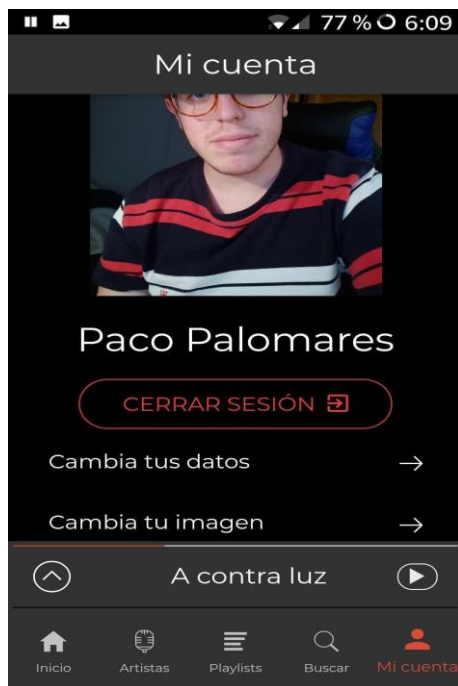 77 % 6:09
Mi cuenta
Paco Palomares
CERRAR SESIÓN
Cambia tus datos
Cambia tu imagen
A contra luz
Inicio Artistas Playlists Buscar Mi cuenta